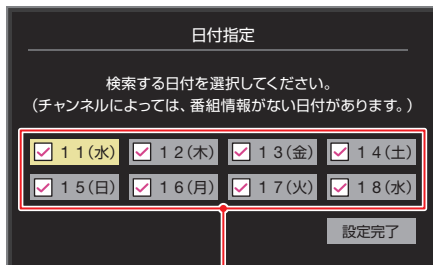 日付指定
検索する日付を選択してください。
（チャンネルによっては、番組情報がない日付があります。）
11(水) 12(木) 13(金) 14(土)
15(日) 16(月) 17(火) 18(水)
設定完了